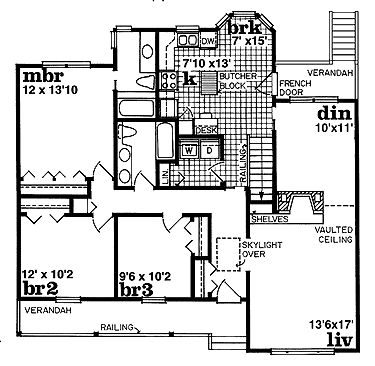 brk
7' x15'
DW
7'10 x13'
k
BUTCHER
BLOCK
VERANDAH
FRENCH
DOOR
mbr
12 x 13'10
din
10'x11'
DESK
W
D
LIN.
RAILING
SHELVES
VAULTED
CEILING
SKYLIGHT
OVER
12' x 10'2
br2
9'6 x 10'2
br3
VERANDAH
RAILING
13'6x17'
liv